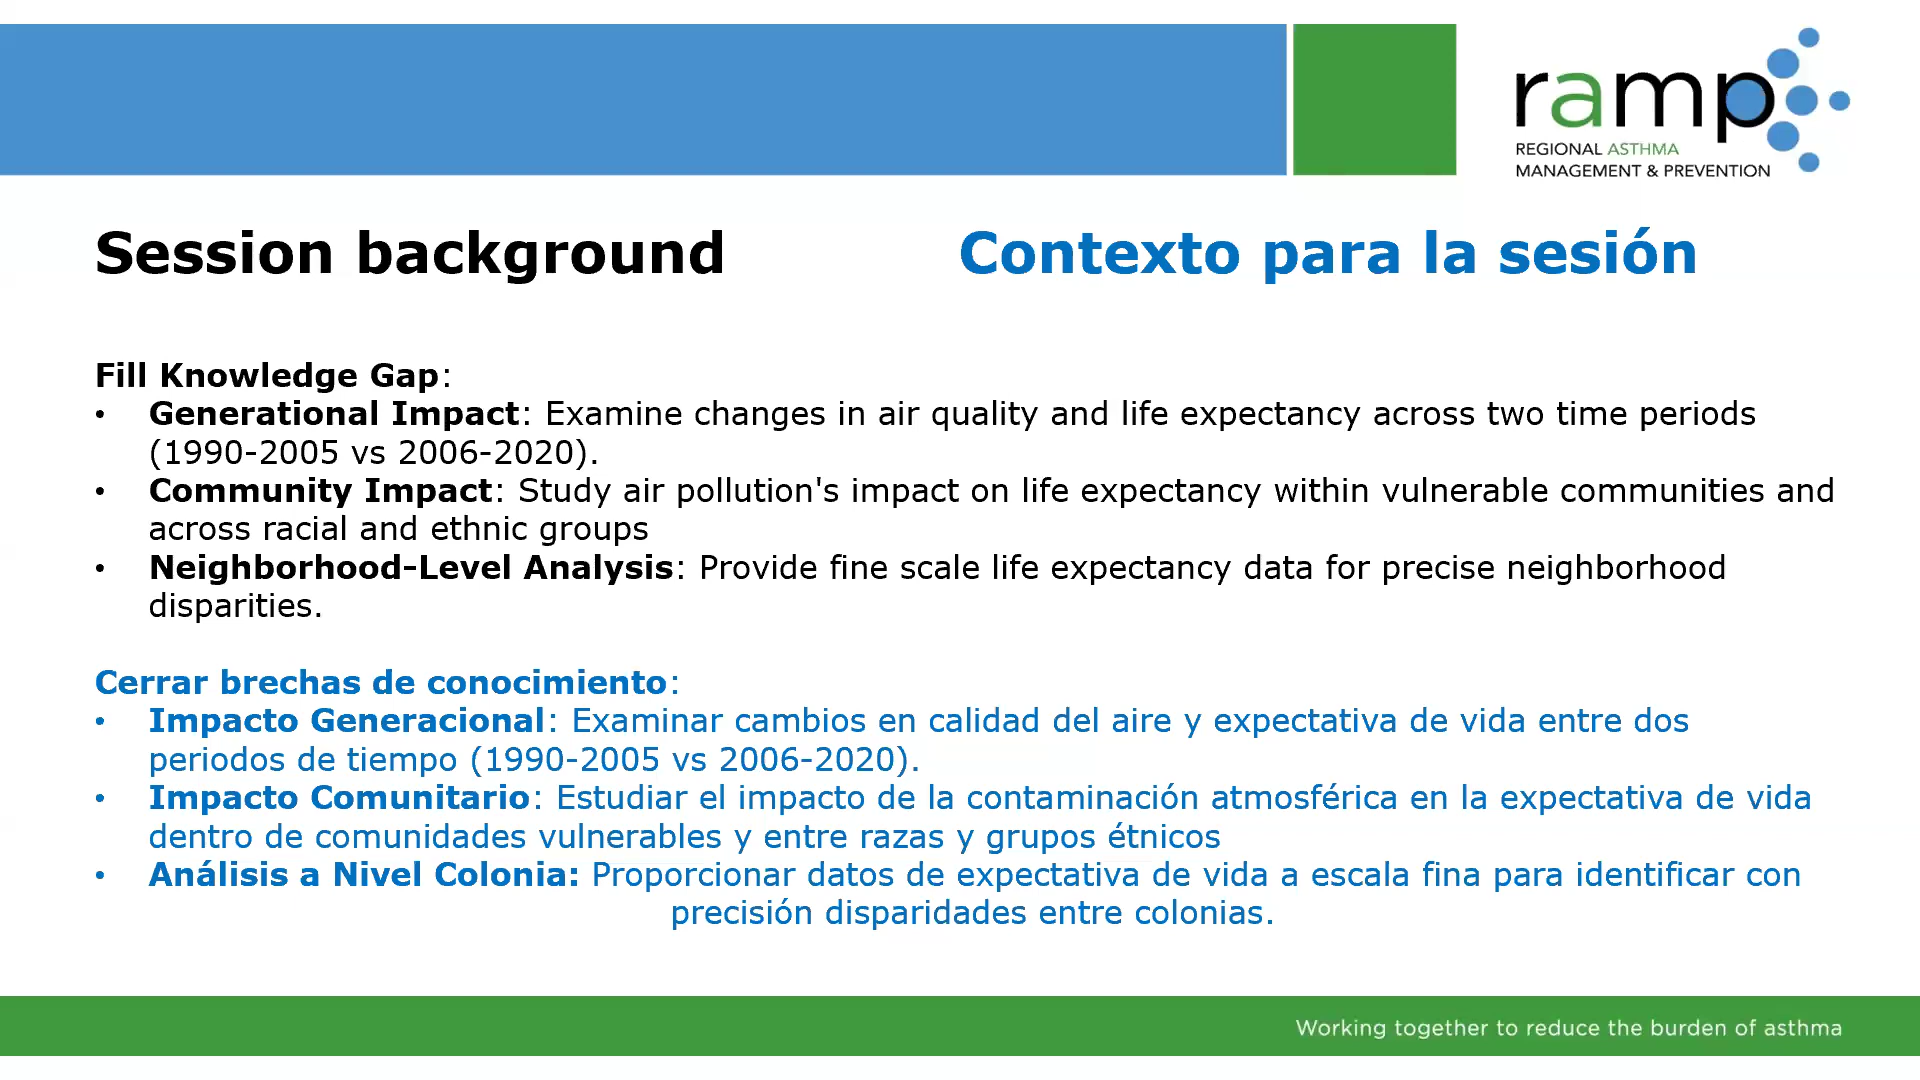 ramp
REGIONAL ASTHMA
MANAGEMENT & PREVENTION
Session background
Contexto para la sesión
Fill Knowledge Gap:
• Generational Impact: Examine changes in air quality and life expectancy across two time periods
(1990-2005 vs 2006-2020).
• Community Impact: Study air pollution's impact on life expectancy within vulnerable communities and
across racial and ethnic groups
• Neighborhood-Level Analysis: Provide fine scale life expectancy data for precise neighborhood
disparities.
Cerrar brechas de conocimiento:
• Impacto Generacional: Examinar cambios en calidad del aire y expectativa de vida entre dos
periodos de tiempo (1990-2005 vs 2006-2020).
• Impacto Comunitario: Estudiar el impacto de la contaminación atmosférica en la expectativa de vida
dentro de comunidades vulnerables y entre razas y grupos étnicos
• Análisis a Nivel Colonia: Proporcionar datos de expectativa de vida a escala fina para identificar con
precisión disparidades entre colonias.
Working together to reduce the burden of asthma